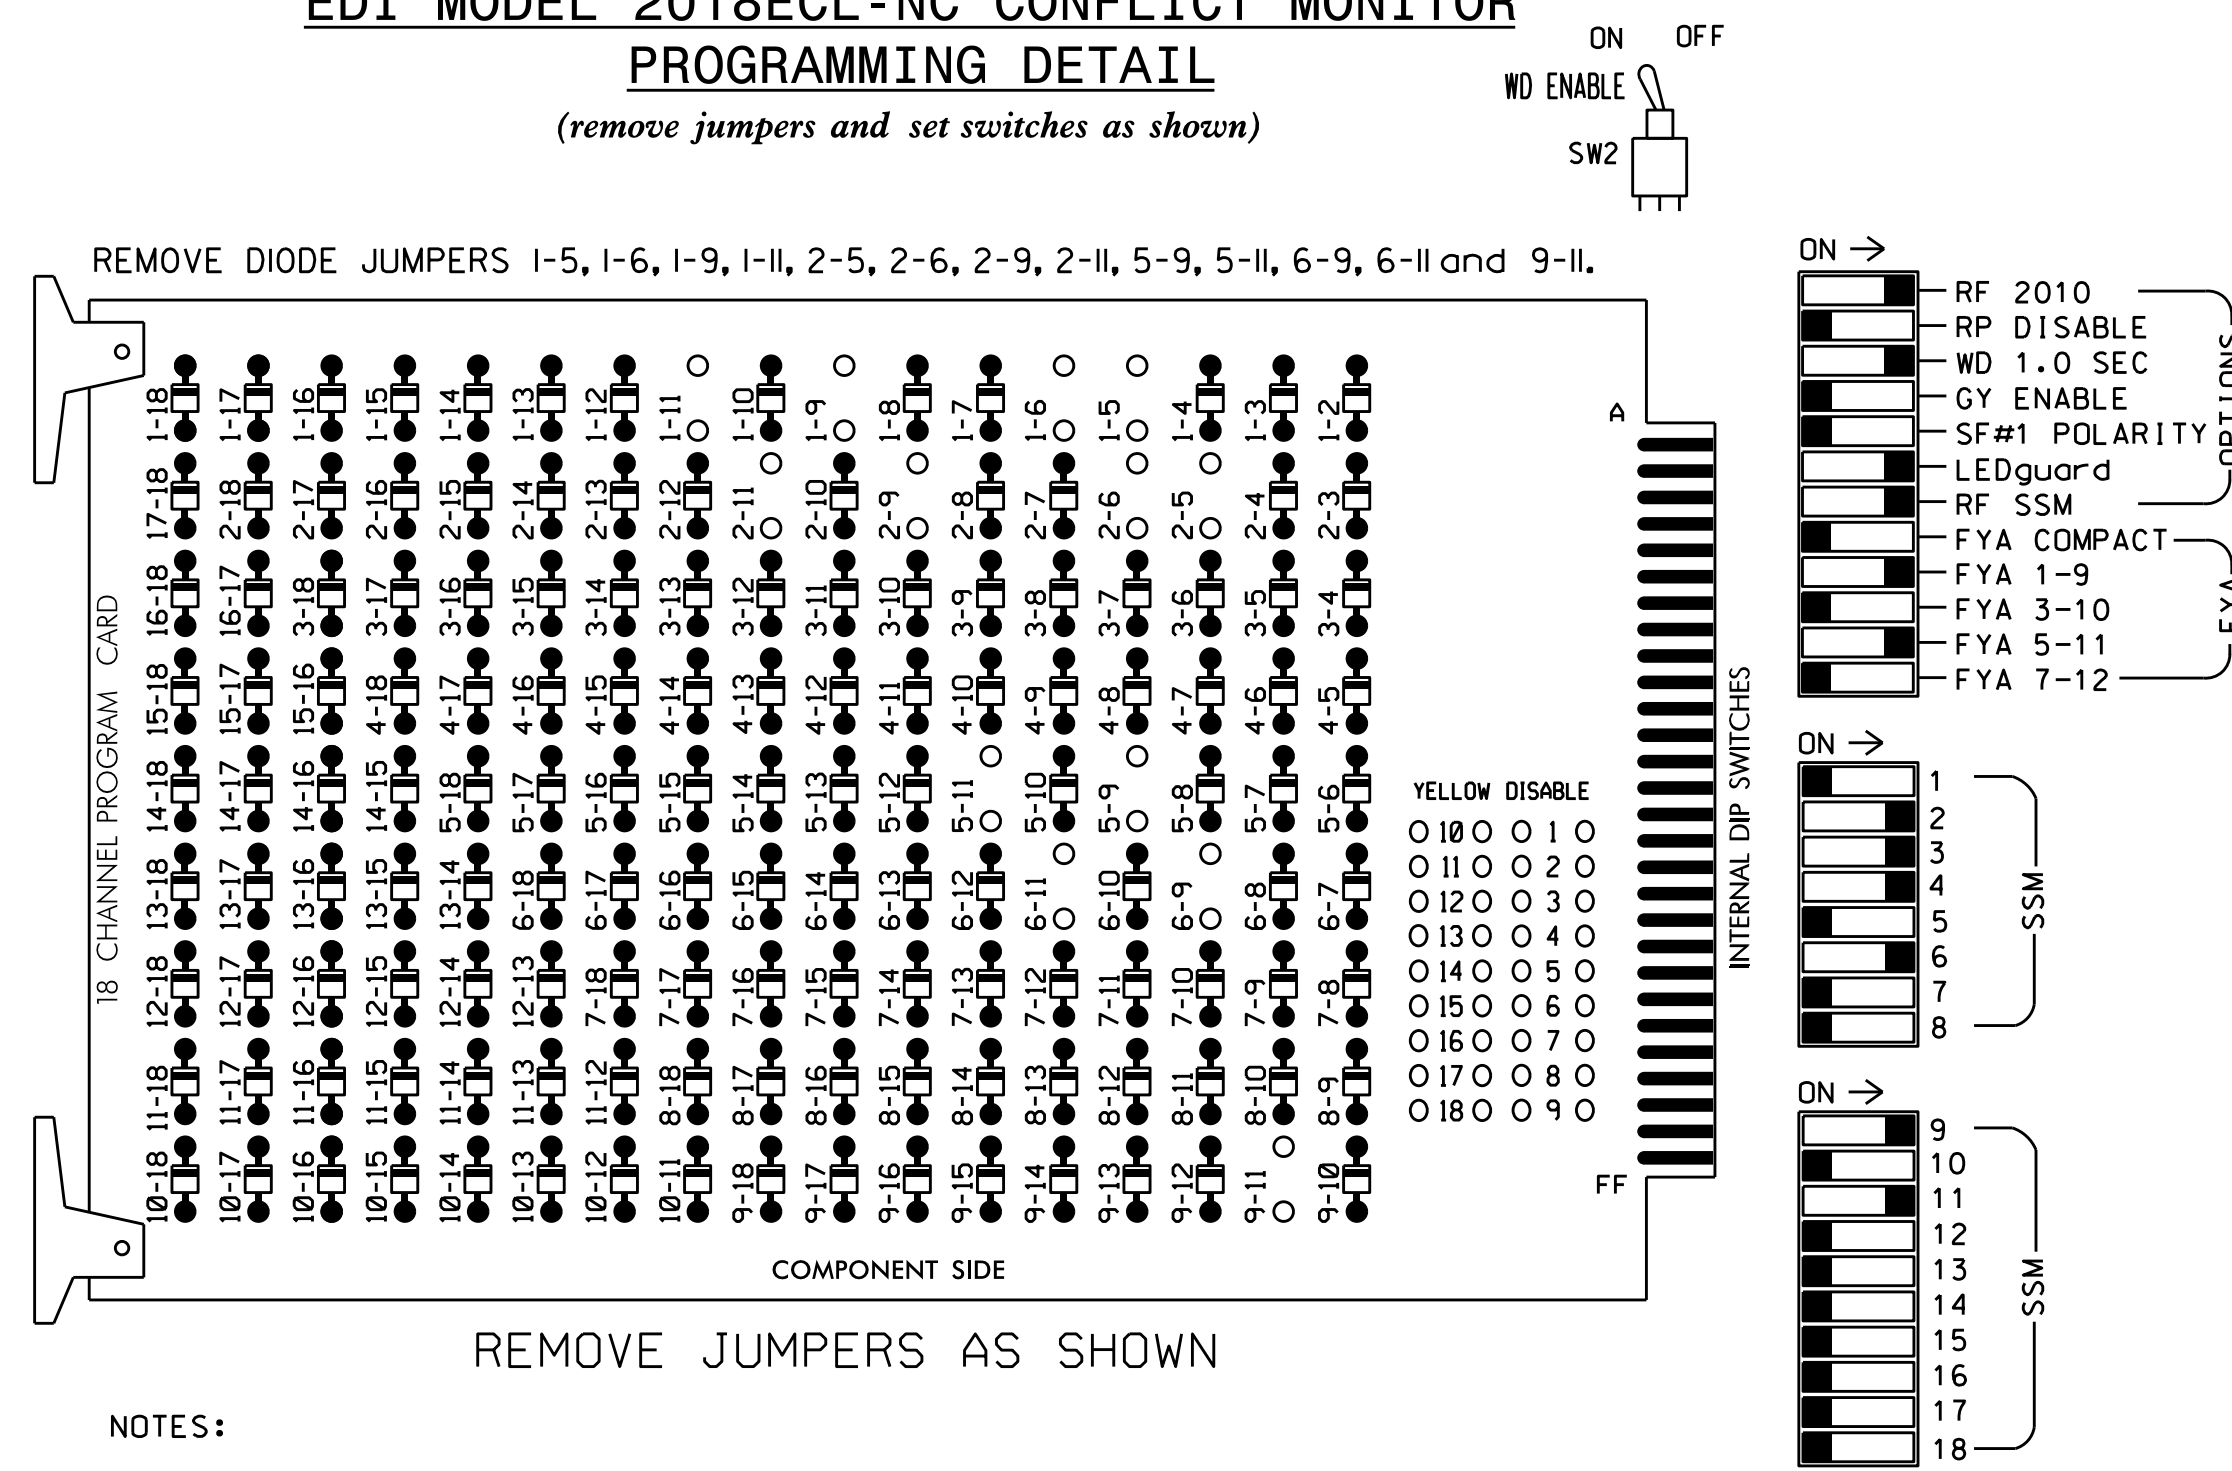 EDI MODEL 2018ECL-NC CONFLICT MONITOR
PROGRAMMING DETAIL
(remove jumpers and set switches as shown)
ON OFF
WD ENABLE
SW2
REMOVE DIODE JUMPERS 1-5, 1-6, 1-9, 1-11, 2-5, 2-6, 2-9, 2-11, 5-9, 5-11, 6-9, 6-11 and 9-11.
18 CHANNEL PROGRAM CARD
1-18 1-17 1-16 1-15 1-14 1-13 1-12 1-11 1-10 1-9 1-8 1-7 1-6 1-5 1-4 1-3 1-2
17-18 2-18 2-17 2-16 2-15 2-14 2-13 2-12 2-11 2-10 2-9 2-8 2-7 2-6 2-5 2-4 2-3
16-18 16-17 3-18 3-17 3-16 3-15 3-14 3-13 3-12 3-11 3-10 3-9 3-8 3-7 3-6 3-5 3-4
15-18 15-17 15-16 4-18 4-17 4-16 4-15 4-14 4-13 4-12 4-11 4-10 4-9 4-8 4-7 4-6 4-5
14-18 14-17 14-16 14-15 5-18 5-17 5-16 5-15 5-14 5-13 5-12 5-11 5-10 5-9 5-8 5-7 5-6
13-18 13-17 13-16 13-15 13-14 6-18 6-17 6-16 6-15 6-14 6-13 6-12 6-11 6-10 6-9 6-8 6-7
12-18 12-17 12-16 12-15 12-14 12-13 7-18 7-17 7-16 7-15 7-14 7-13 7-12 7-11 7-10 7-9 7-8
11-18 11-17 11-16 11-15 11-14 11-13 11-12 8-18 8-17 8-16 8-15 8-14 8-13 8-12 8-11 8-10 8-9
10-18 10-17 10-16 10-15 10-14 10-13 10-12 10-11 9-18 9-17 9-16 9-15 9-14 9-13 9-12 9-11 9-10
A
YELLOW DISABLE
10 1
11 2
12 3
13 4
14 5
15 6
16 7
17 8
18 9
FF
COMPONENT SIDE
INTERNAL DIP SWITCHES
REMOVE JUMPERS AS SHOWN
NOTES:
ON →
RF 2010
RP DISABLE
WD 1.0 SEC
GY ENABLE
SF#1 POLARITY
LEDguard
RF SSM
OPTIONS
FYA COMPACT
FYA 1-9
FYA 3-10
FYA 5-11
FYA 7-12
FYA
ON →
1
2
3
4
5
6
7
8
SSM
ON →
9
10
11
12
13
14
15
16
17
18
SSM